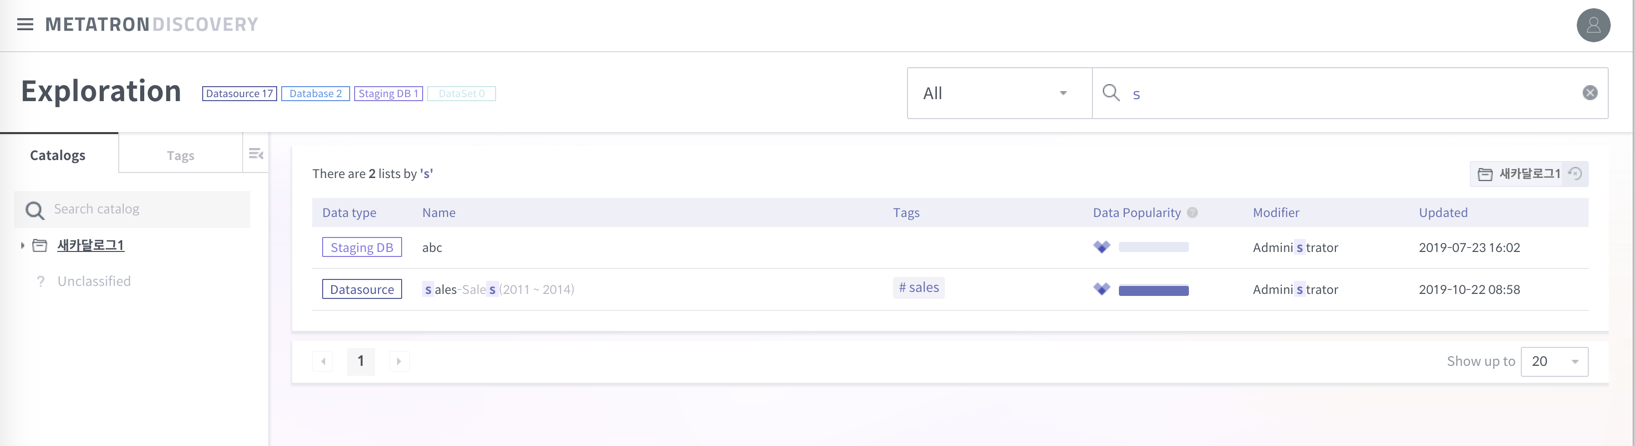 METATRON DISCOVERY
Exploration
Datasource 17 Database 2 Staging DB 1 DataSet 0
All
s
Catalogs
Tags
Search catalog
새카달로그1
? Unclassified
There are 2 lists by 's'
새카달로그1
Data type Name Tags Data Popularity ? Modifier Updated
Staging DB abc Administrator 2019-07-23 16:02
Datasource sales-Sales(2011 ~ 2014) # sales Administrator 2019-10-22 08:58
1
Show up to 20